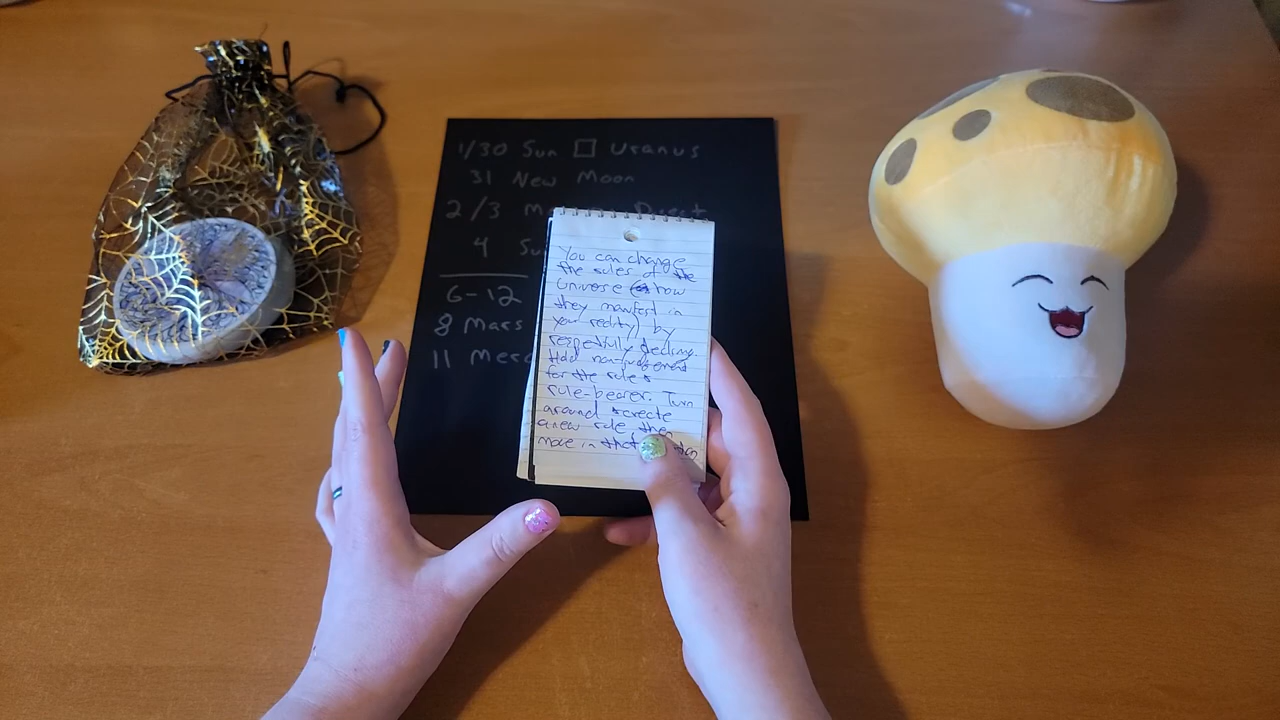 1/30 Sun □ Uranus
31 New Moon
2/3 Direct
4
6-12
8 Mars
11
You can change
the rules of the
Universe (how
they manifest in
your reality) by
respectfully declining.
Hold non-judgement
for the rule &
rule-bearer. Turn
around & create
a new rule, then
move in that